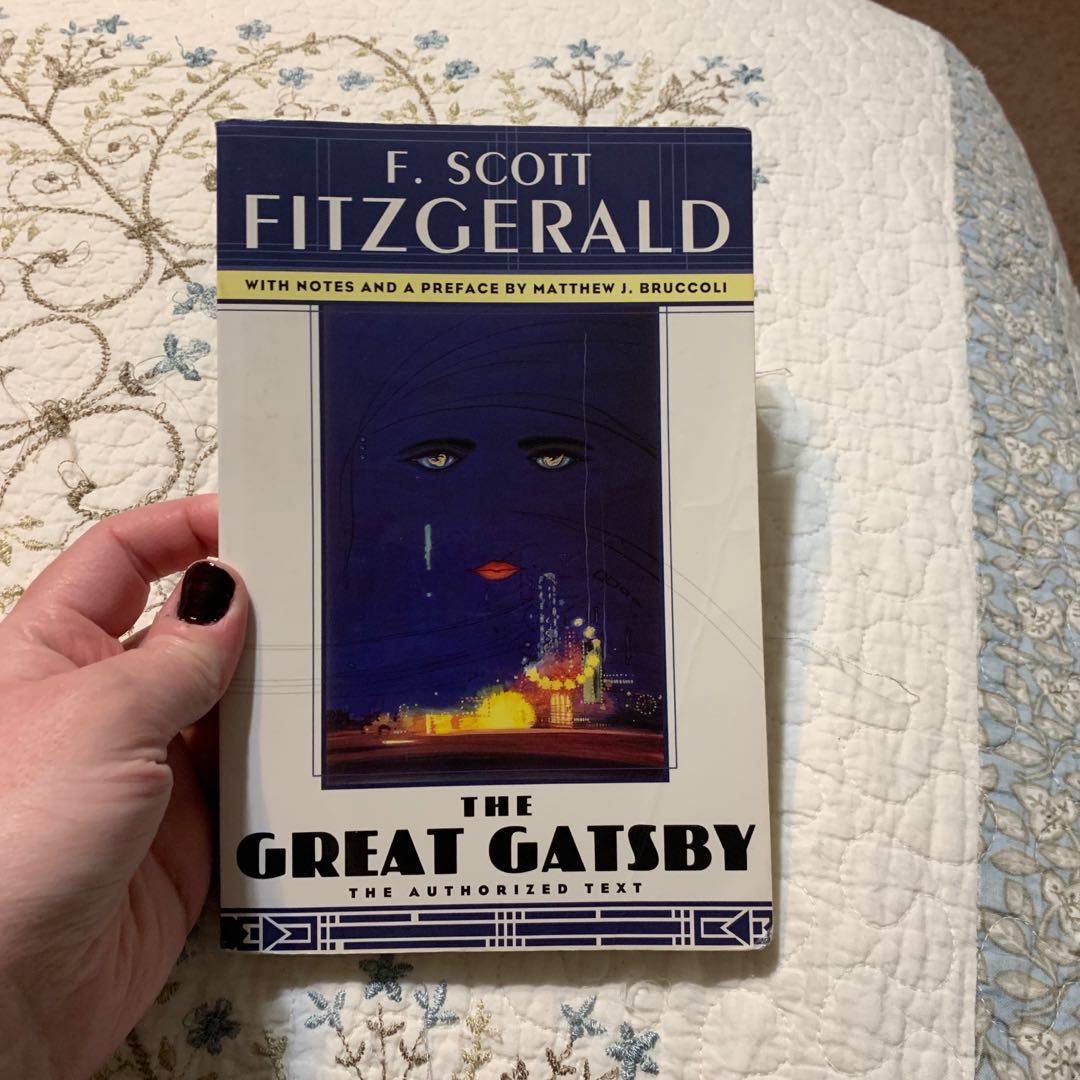 F. SCOTT
FITZGERALD
WITH NOTES AND A PREFACE BY MATTHEW J. BRUCCOLI
THE
GREAT GATSBY
THE AUTHORIZED TEXT